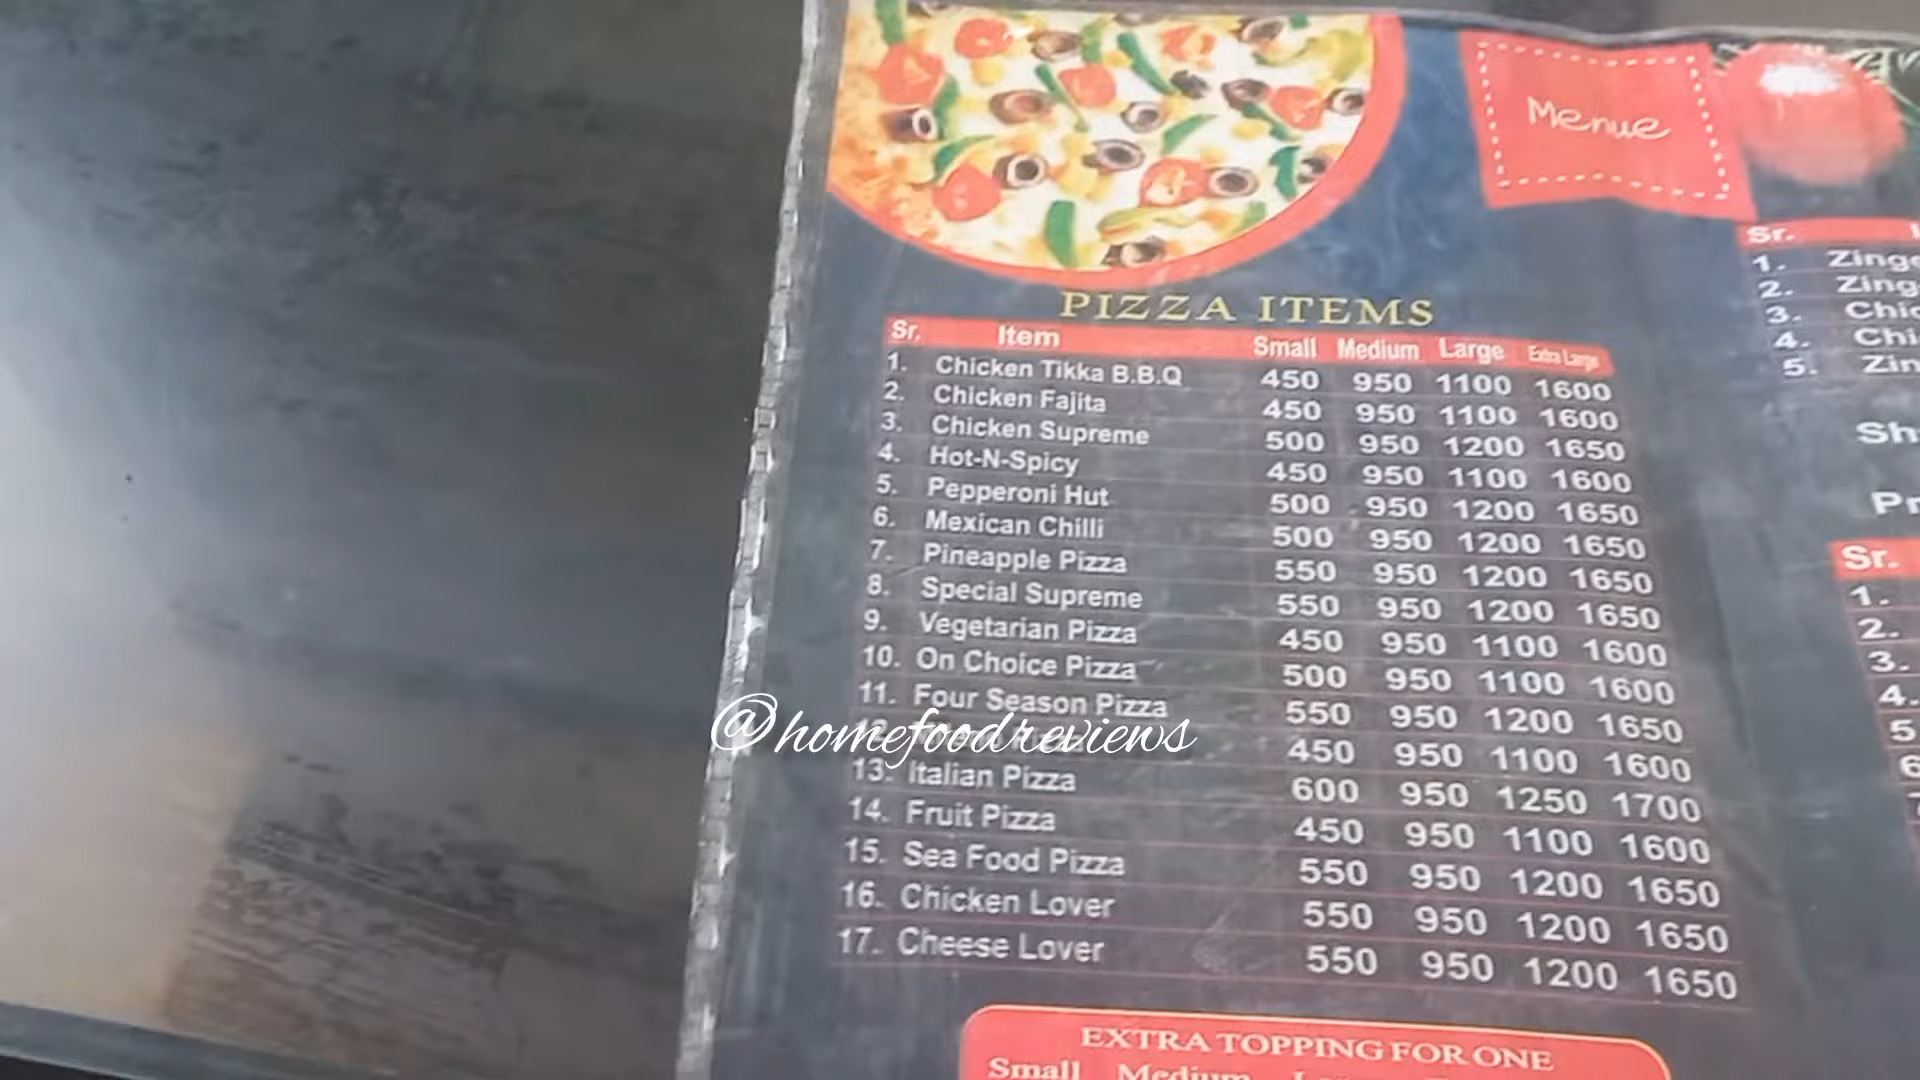 Menue
PIZZA ITEMS
Sr. Item Small Medium Large Extra Large
1. Chicken Tikka B.B.Q 450 950 1100 1600
2. Chicken Fajita 450 950 1100 1600
3. Chicken Supreme 500 950 1200 1650
4. Hot-N-Spicy 450 950 1100 1600
5. Pepperoni Hut 500 950 1200 1650
6. Mexican Chilli 500 950 1200 1650
7. Pineapple Pizza 550 950 1200 1650
8. Special Supreme 550 950 1200 1650
9. Vegetarian Pizza 450 950 1100 1600
10. On Choice Pizza 500 950 1100 1600
11. Four Season Pizza 550 950 1200 1650
12. 450 950 1100 1600
@homefoodreviews
13. Italian Pizza 600 950 1250 1700
14. Fruit Pizza 450 950 1100 1600
15. Sea Food Pizza 550 950 1200 1650
16. Chicken Lover 550 950 1200 1650
17. Cheese Lover 550 950 1200 1650
EXTRA TOPPING FOR ONE
Small Medium
Sr.
1.
2.
3.
4.
5.
Sr.
1.
2.
3.
4.
5
6